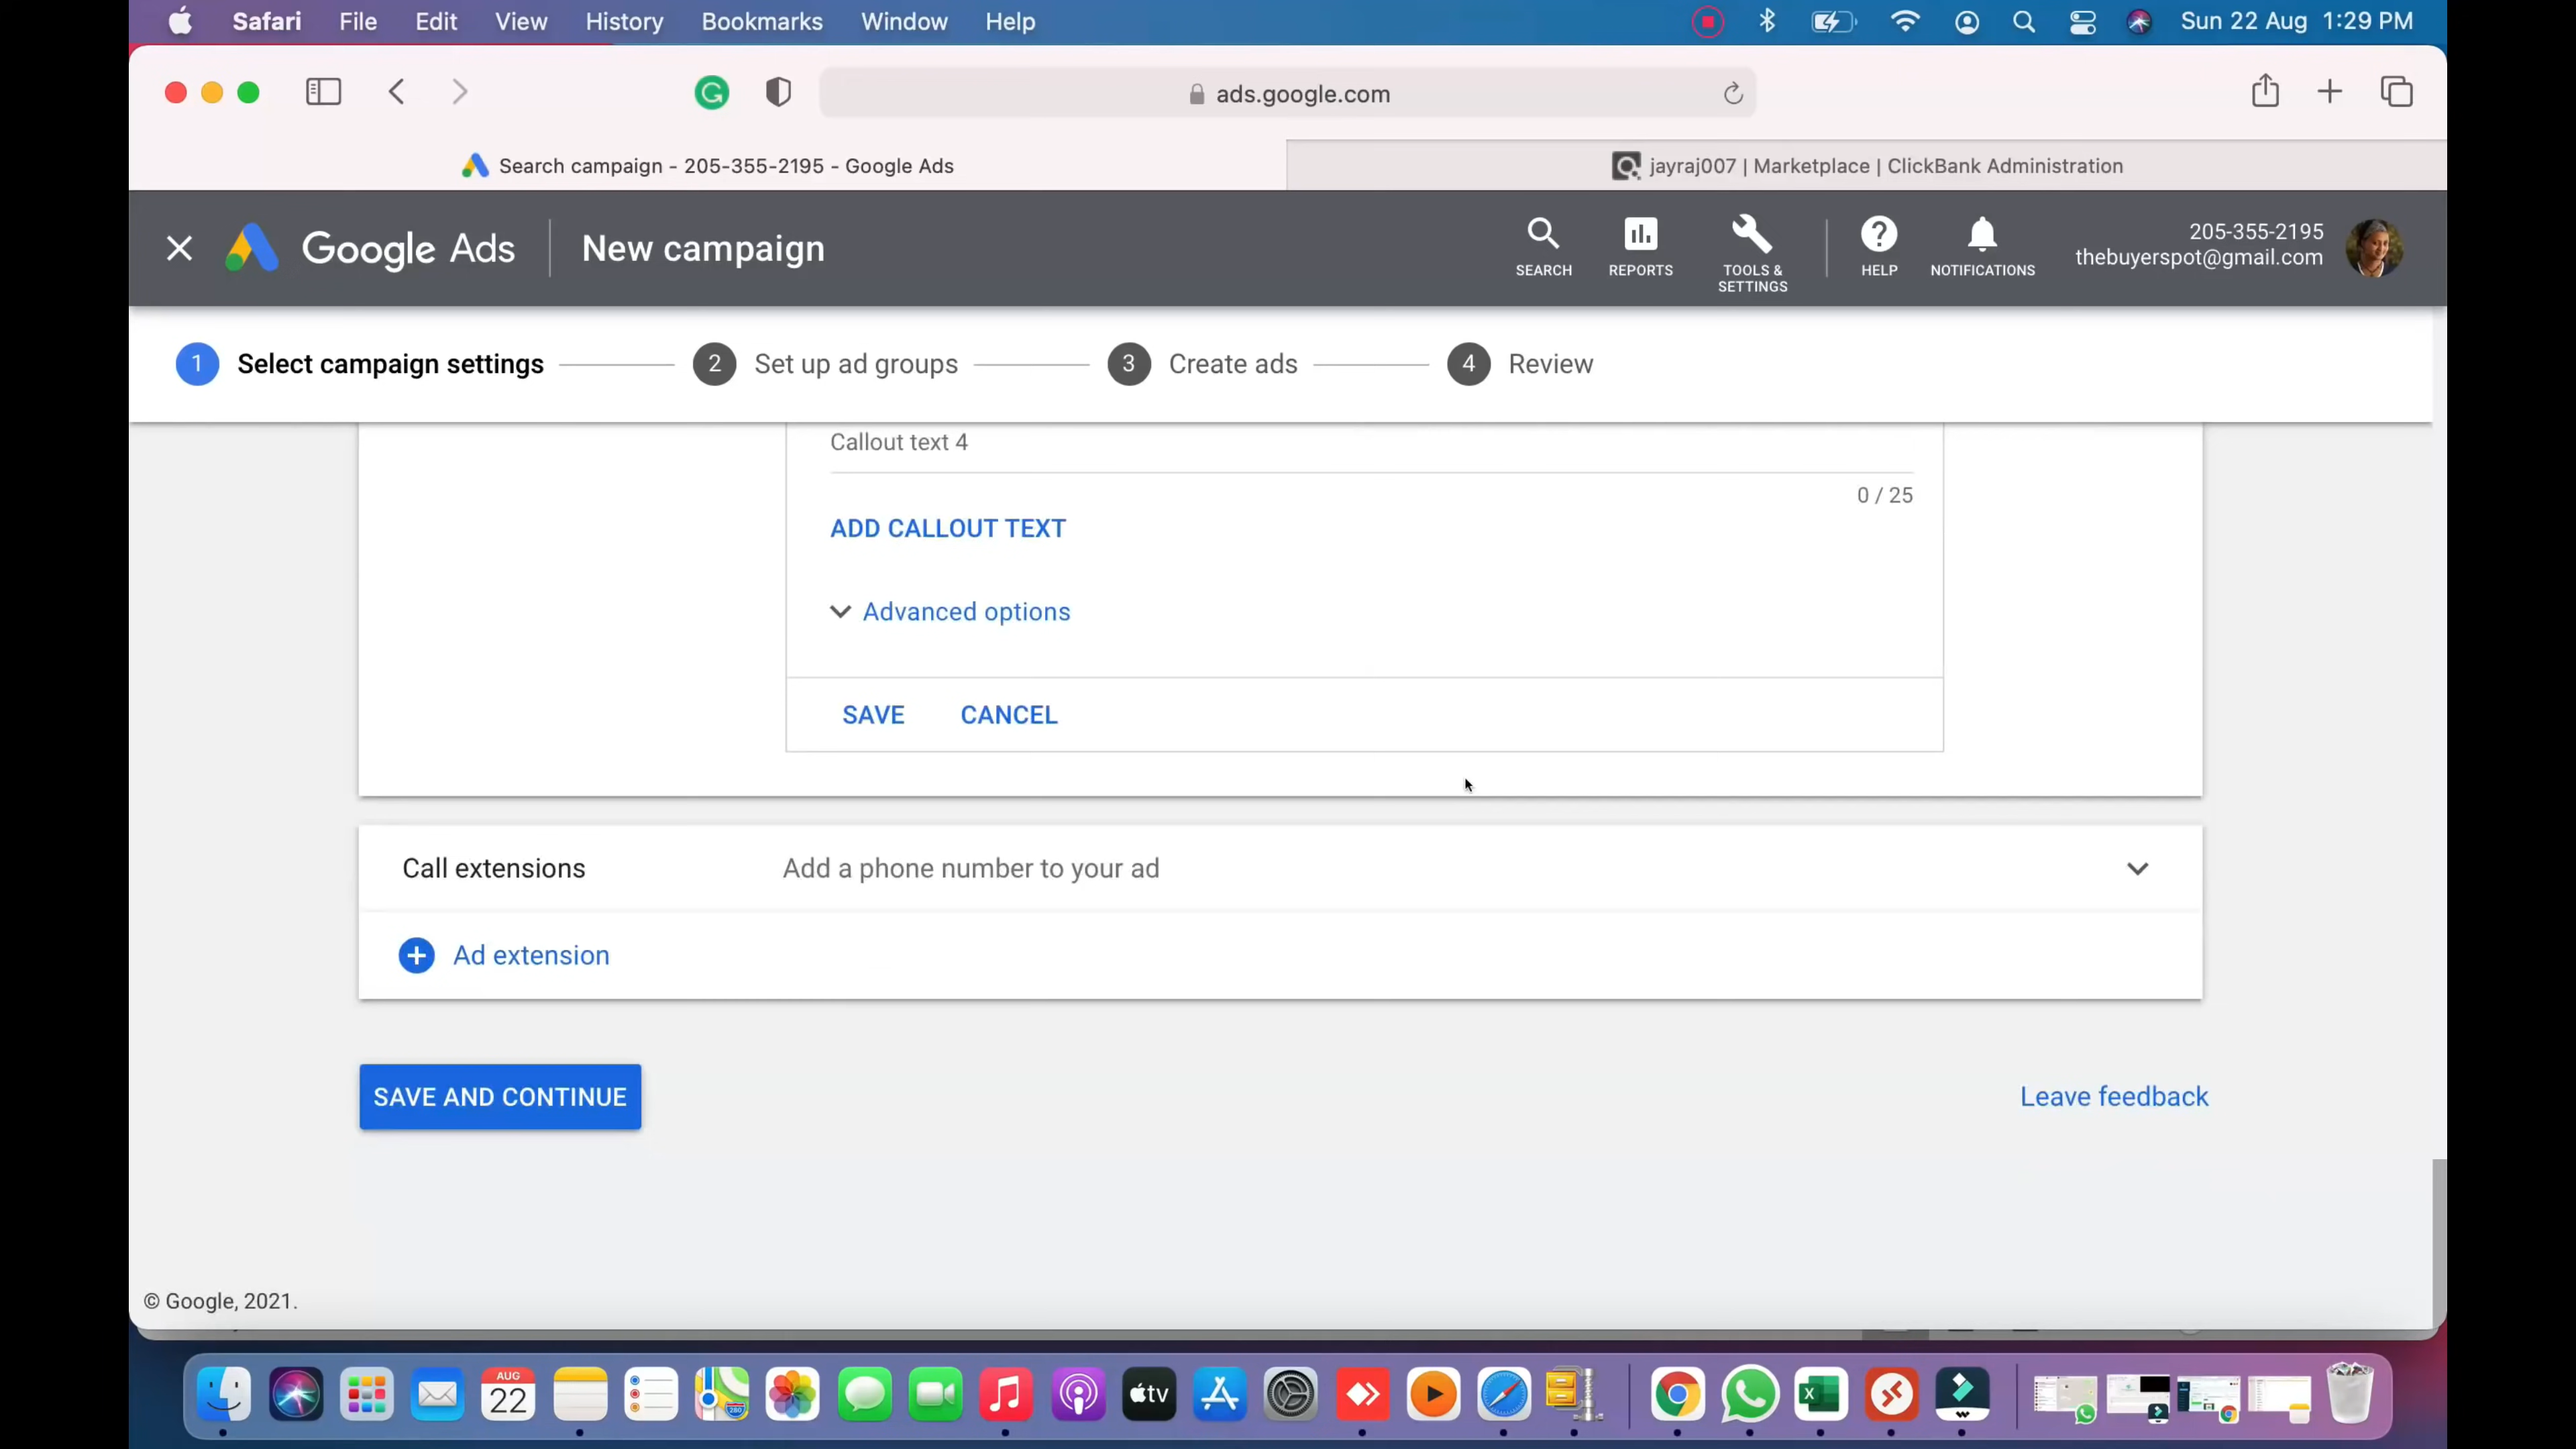 Safari File Edit View History Bookmarks Window Help Sun 22 Aug 1:29 PM
ads.google.com
Search campaign - 205-355-2195 - Google Ads
jayraj007 | Marketplace | ClickBank Administration
Google Ads New campaign
SEARCH
REPORTS
TOOLS &
SETTINGS
HELP
NOTIFICATIONS
205-355-2195
thebuyerspot@gmail.com
1 Select campaign settings 2 Set up ad groups 3 Create ads 4 Review
Callout text 4
0 / 25
ADD CALLOUT TEXT
Advanced options
SAVE CANCEL
Call extensions Add a phone number to your ad
Ad extension
SAVE AND CONTINUE
Leave feedback
© Google, 2021.
AUG
22
tv
280
X